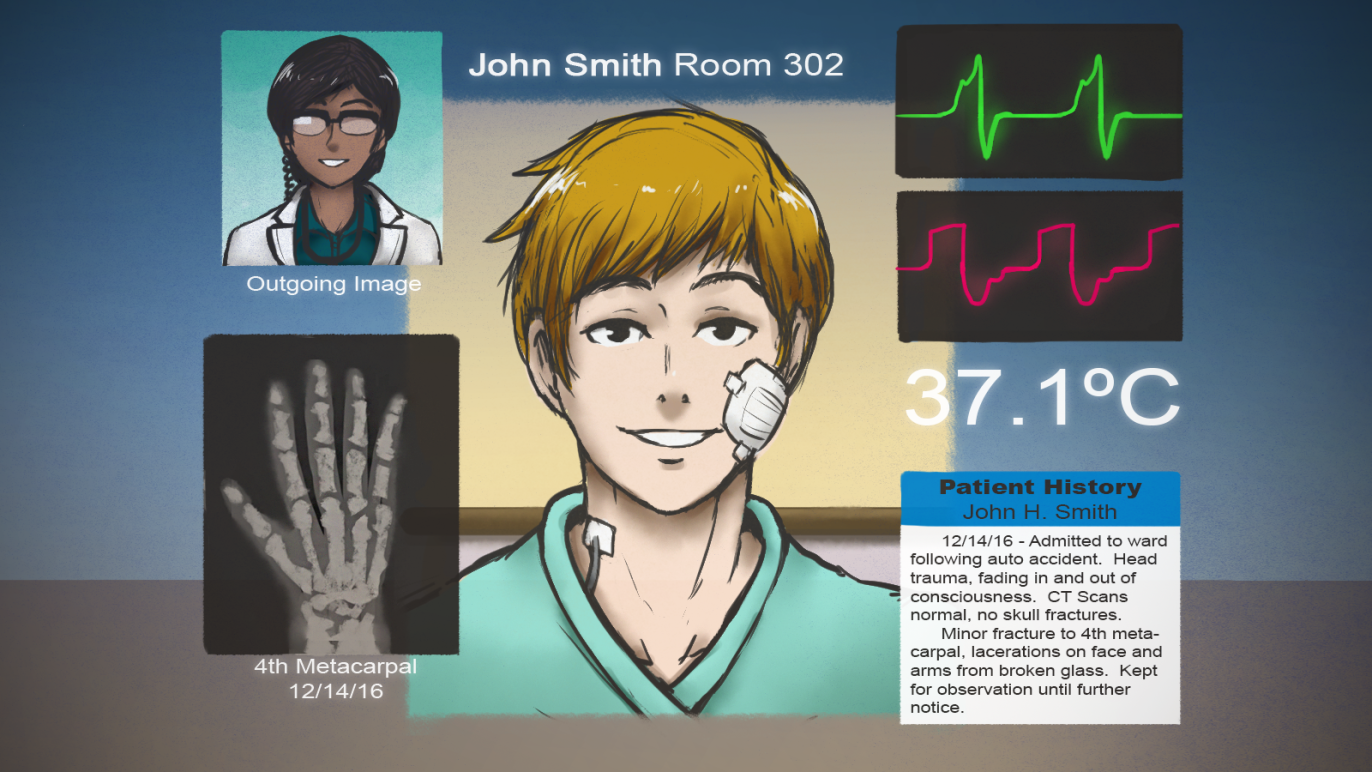 John Smith Room 302
Outgoing Image
37.1ºC
4th Metacarpal
12/14/16
Patient History
John H. Smith
12/14/16 - Admitted to ward
following auto accident. Head
trauma, fading in and out of
consciousness. CT Scans
normal, no skull fractures.
Minor fracture to 4th meta-
carpal, lacerations on face and
arms from broken glass. Kept
for observation until further
notice.